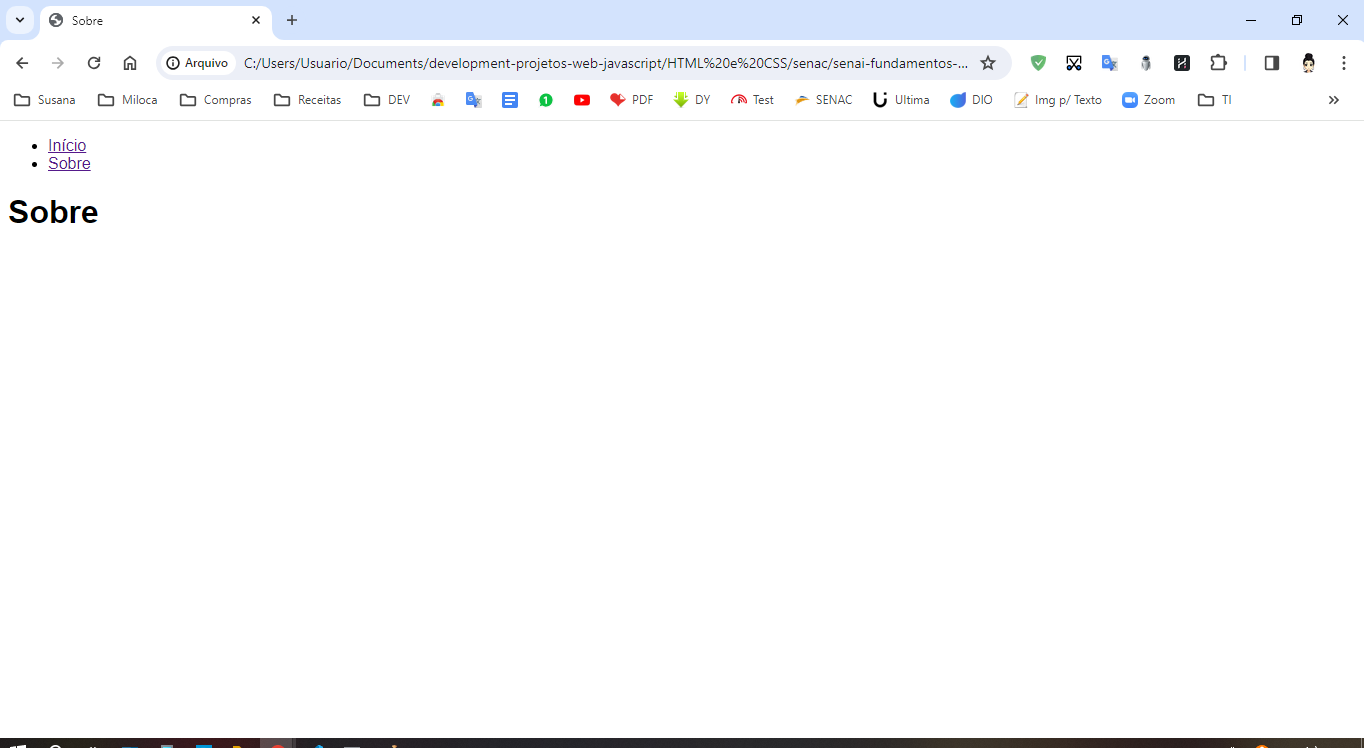 Sobre
Arquivo C:/Users/Usuario/Documents/development-projetos-web-javascript/HTML%20e%20CSS/senac/senai-fundamentos-...
Susana Miloca Compras Receitas DEV 1 PDF DY Test SENAC Ultima DIO Img p/ Texto Zoom TI
Início
Sobre
Sobre